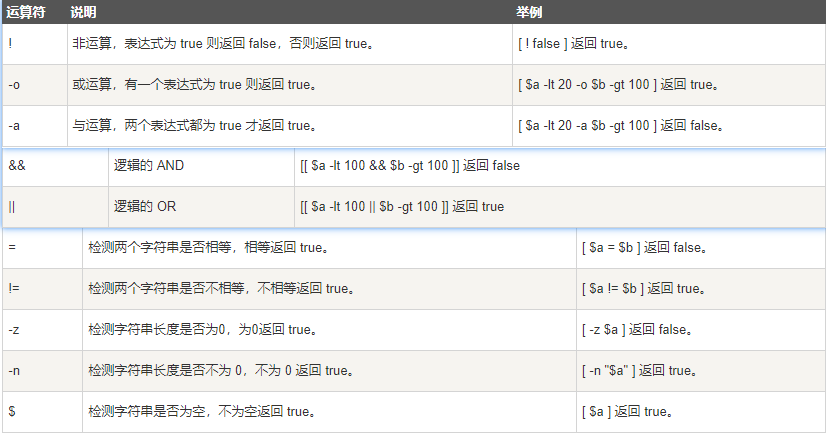 运算符 说明 举例
! 非运算，表达式为 true 则返回 false，否则返回 true。 [ ! false ] 返回 true。
-o 或运算，有一个表达式为 true 则返回 true。 [ $a -lt 20 -o $b -gt 100 ] 返回 true。
-a 与运算，两个表达式都为 true 才返回 true。 [ $a -lt 20 -a $b -gt 100 ] 返回 false。
&& 逻辑的 AND [[ $a -lt 100 && $b -gt 100 ]] 返回 false
|| 逻辑的 OR [[ $a -lt 100 || $b -gt 100 ]] 返回 true
= 检测两个字符串是否相等，相等返回 true。 [ $a = $b ] 返回 false。
!= 检测两个字符串是否不相等，不相等返回 true。 [ $a != $b ] 返回 true。
-z 检测字符串长度是否为0，为0返回 true。 [ -z $a ] 返回 false。
-n 检测字符串长度是否不为 0，不为 0 返回 true。 [ -n "$a" ] 返回 true。
$ 检测字符串是否为空，不为空返回 true。 [ $a ] 返回 true。